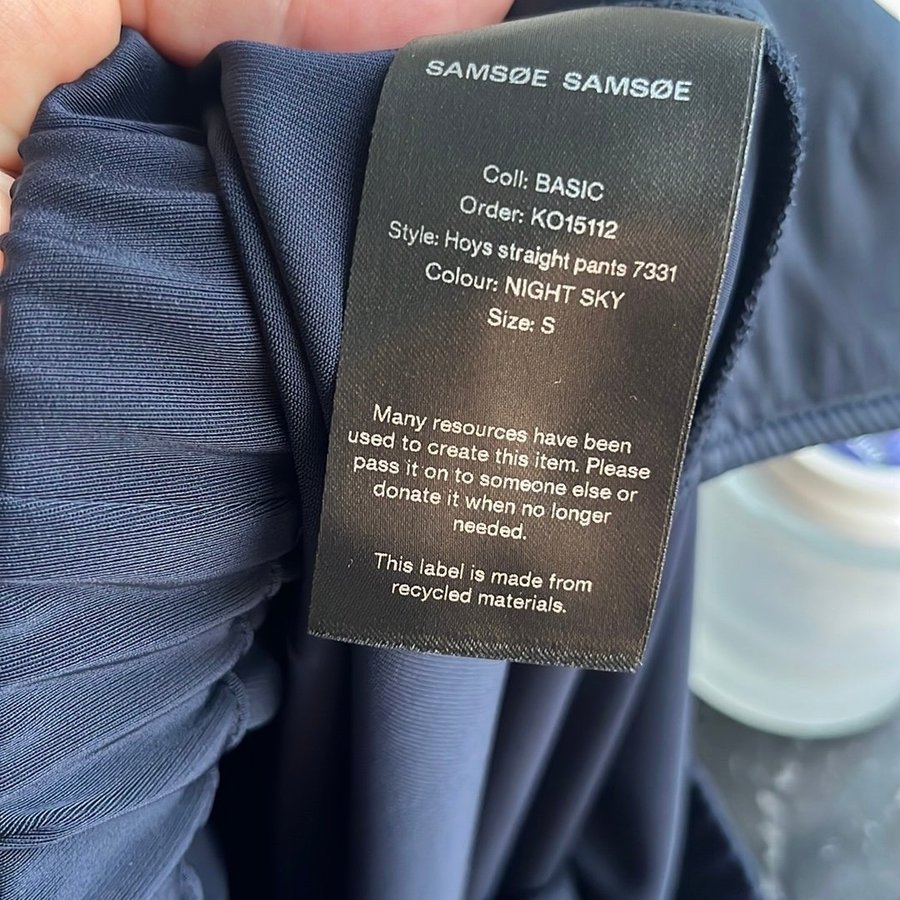 SAMSØE SAMSØE
Coll: BASIC
Order: KO15112
Style: Hoys straight pants 7331
Colour: NIGHT SKY
Size: S
Many resources have been
used to create this item. Please
pass it on to someone else or
donate it when no longer
needed.
This label is made from
recycled materials.